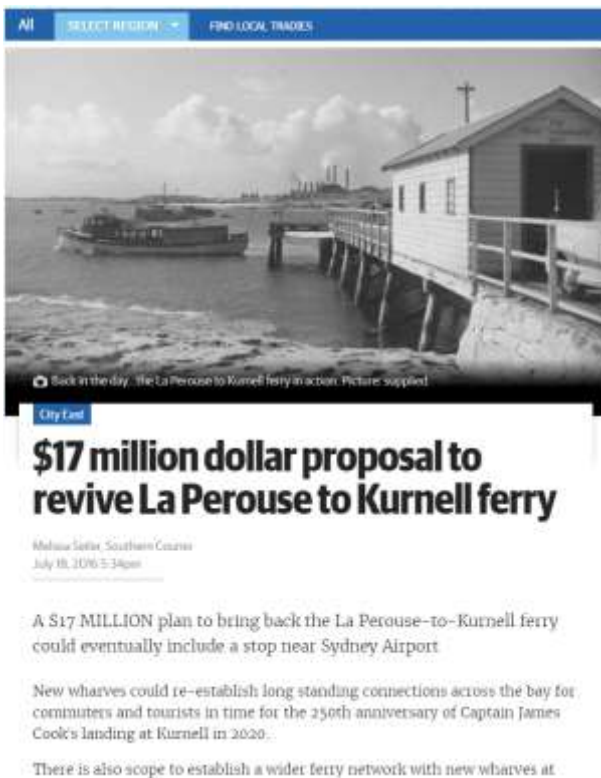 All SELECT REGION FIND LOCAL TRADIES
Back in the day: the La Perouse to Kurnell ferry in action. Picture: supplied
City East
$17 million dollar proposal to
revive La Perouse to Kurnell ferry
Melissa Southern Courier
July 18, 2016 5:34pm
A $17 MILLION plan to bring back the La Perouse-to-Kurnell ferry
could eventually include a stop near Sydney Airport
New wharves could re-establish long standing connections across the bay for
commuters and tourists in time for the 250th anniversary of Captain James
Cook's landing at Kurnell in 2020.
There is also scope to establish a wider ferry network with new wharves at